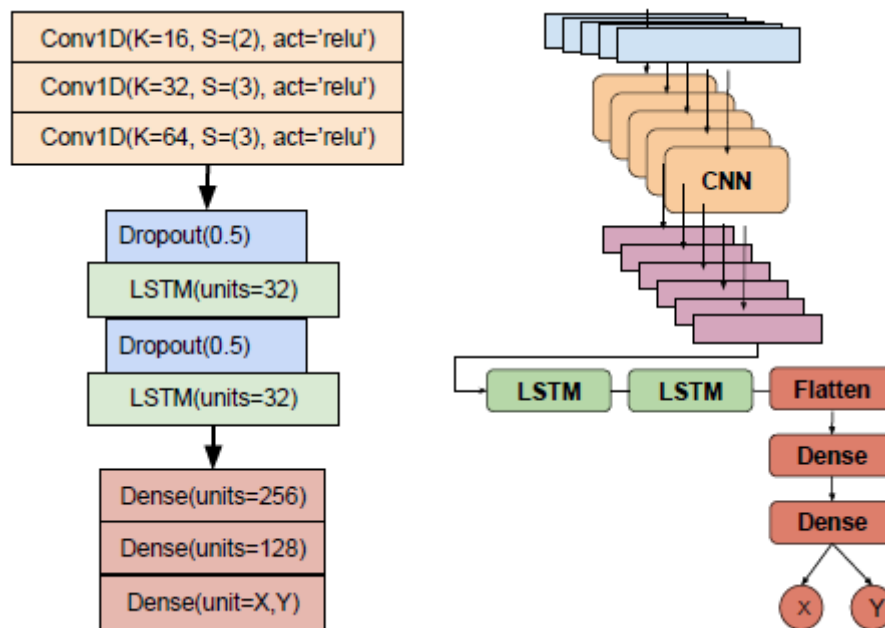 Conv1D(K=16, S=(2), act='relu')
Conv1D(K=32, S=(3), act='relu')
Conv1D(K=64, S=(3), act='relu')
Dropout(0.5)
LSTM(units=32)
Dropout(0.5)
LSTM(units=32)
Dense(units=256)
Dense(units=128)
Dense(unit=X,Y)
CNN
LSTM
LSTM
Flatten
Dense
Dense
X
Y